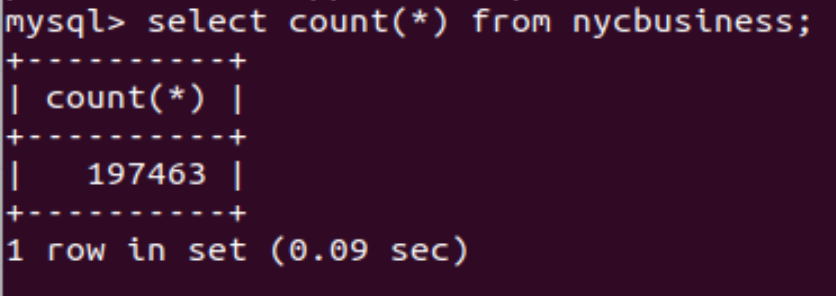 mysql> select count(*) from nycbusiness;
+----------+
| count(*) |
+----------+
|   197463 |
+----------+
1 row in set (0.09 sec)